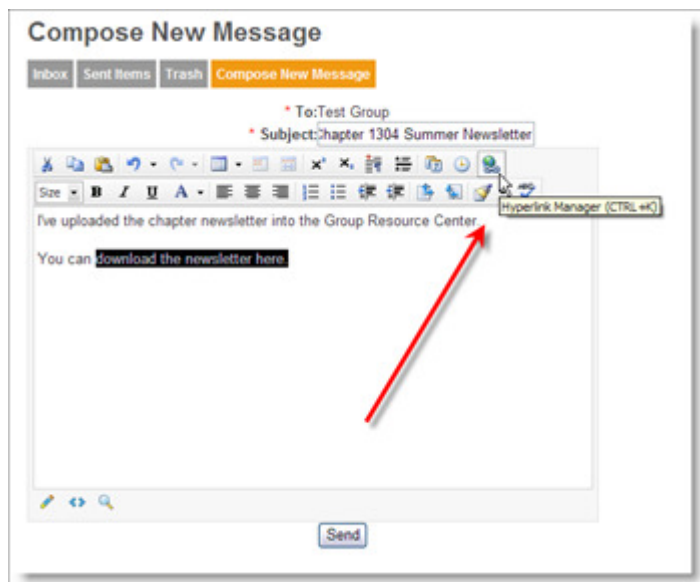 Compose New Message
Inbox Sent Items Trash Compose New Message
* To:Test Group
* Subject:Chapter 1304 Summer Newsletter
Size B I U A
Hyperlink Manager (CTRL+K)
I've uploaded the chapter newsletter into the Group Resource Center.
You can download the newsletter here.
Send